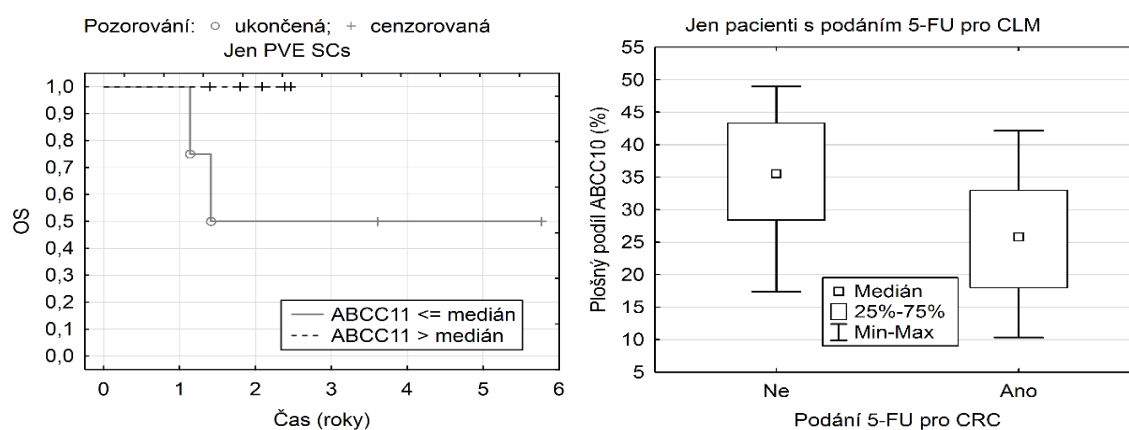 Pozorování: ukončená; cenzorovaná
Jen PVE SCs
OS
1,0
0,9
0,8
0,7
0,6
0,5
0,4
0,3
0,2
0,1
0,0
ABCC11 <= medián
ABCC11 > medián
0 1 2 3 4 5 6
Čas (roky)
Jen pacienti s podáním 5-FU pro CLM
Plošný podíl ABCC10 (%)
55
50
45
40
35
30
25
20
15
10
5
Medián
25%-75%
Min-Max
Ne Ano
Podání 5-FU pro CRC